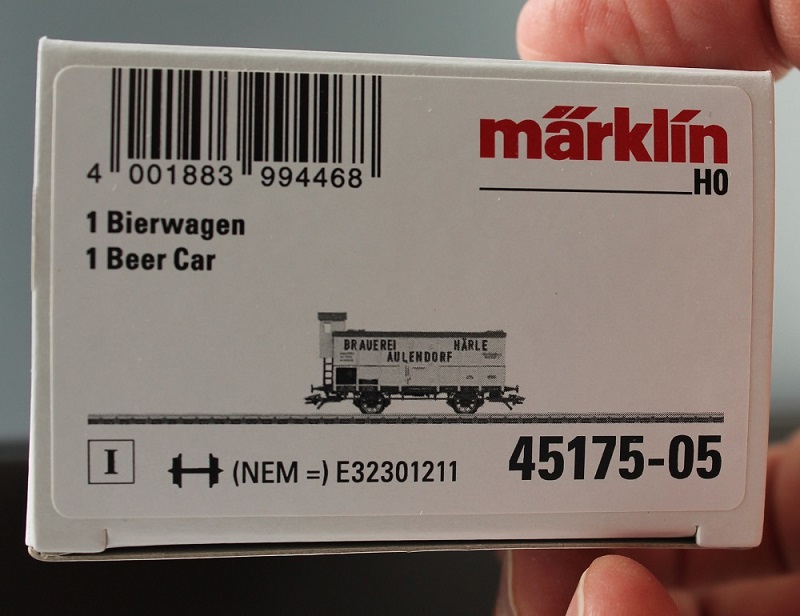 4 001883 994468
märklin
H0
1 Bierwagen
1 Beer Car
BRAUEREI HÄRLE
AULENDORF
I
(NEM =) E32301211
45175-05